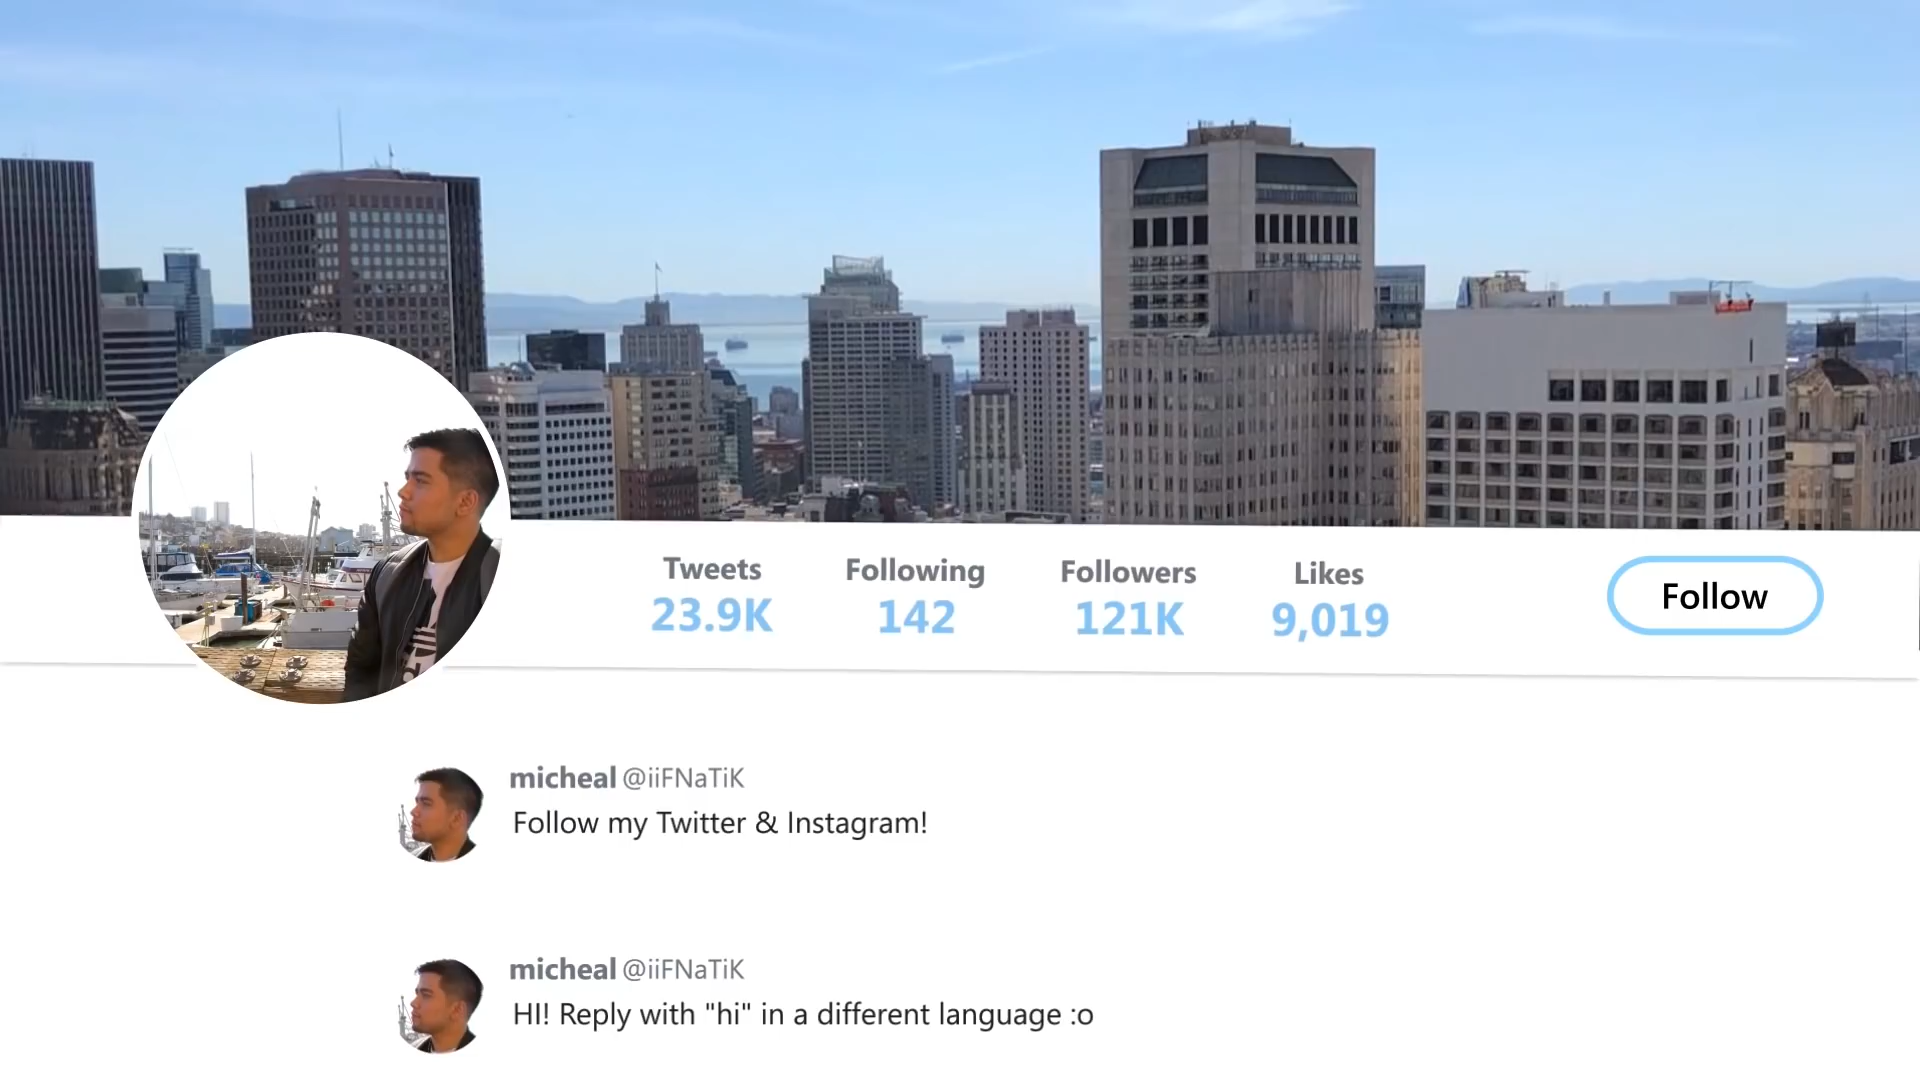 Tweets Following Followers Likes
23.9K 142 121K 9,019
Follow
micheal @iiFNaTiK
Follow my Twitter & Instagram!
micheal @iiFNaTiK
HI! Reply with "hi" in a different language :o